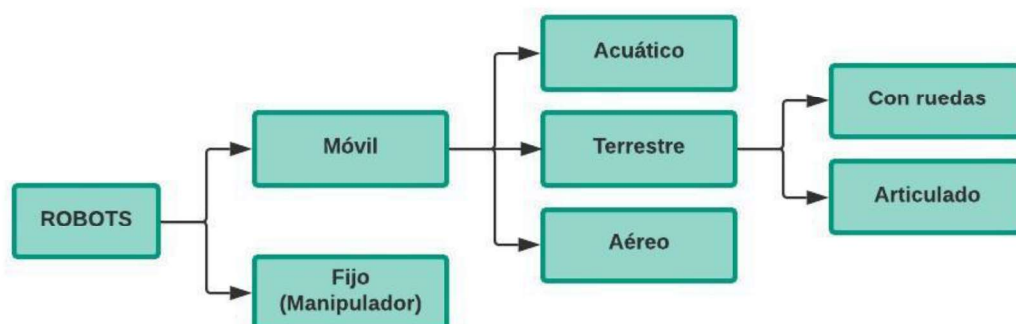 ROBOTS
Móvil
Fijo
(Manipulador)
Acuático
Terrestre
Aéreo
Con ruedas
Articulado